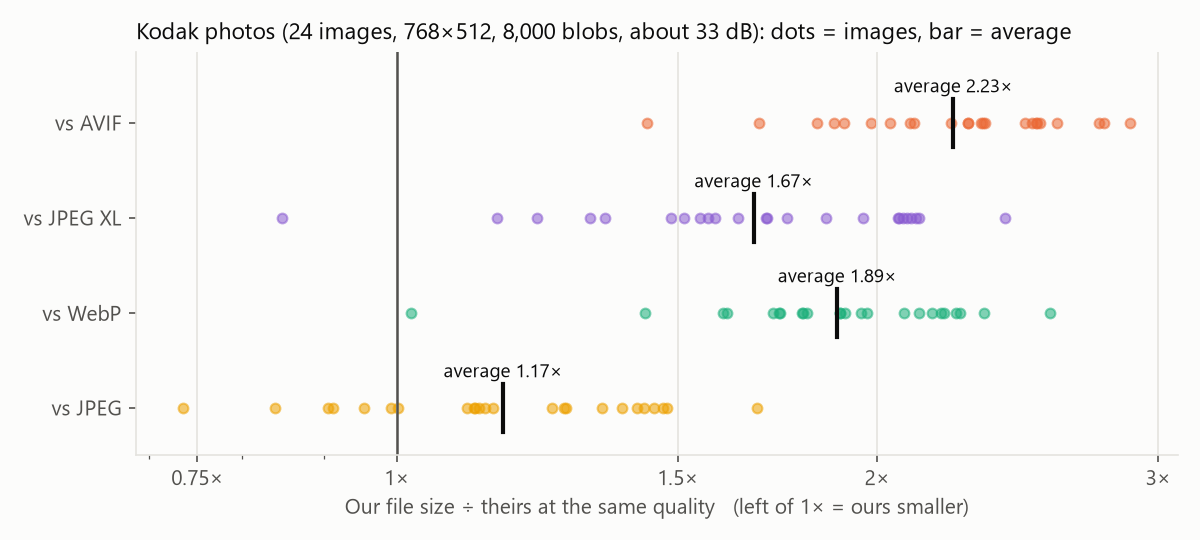 Kodak photos (24 images, 768×512, 8,000 blobs, about 33 dB): dots = images, bar = average
average 2.23×
vs AVIF
average 1.67×
vs JPEG XL
average 1.89×
vs WebP
average 1.17×
vs JPEG
0.75× 1× 1.5× 2× 3×
Our file size ÷ theirs at the same quality (left of 1× = ours smaller)